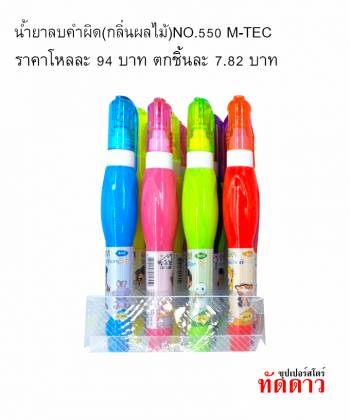 น้ำยาลบคำผิด(กลิ่นผลไม้)NO.550 M-TEC
ราคาโหลละ 94 บาท ตกชิ้นละ 7.82 บาท
ซุปเปอร์สโตร์
ทัดดาว